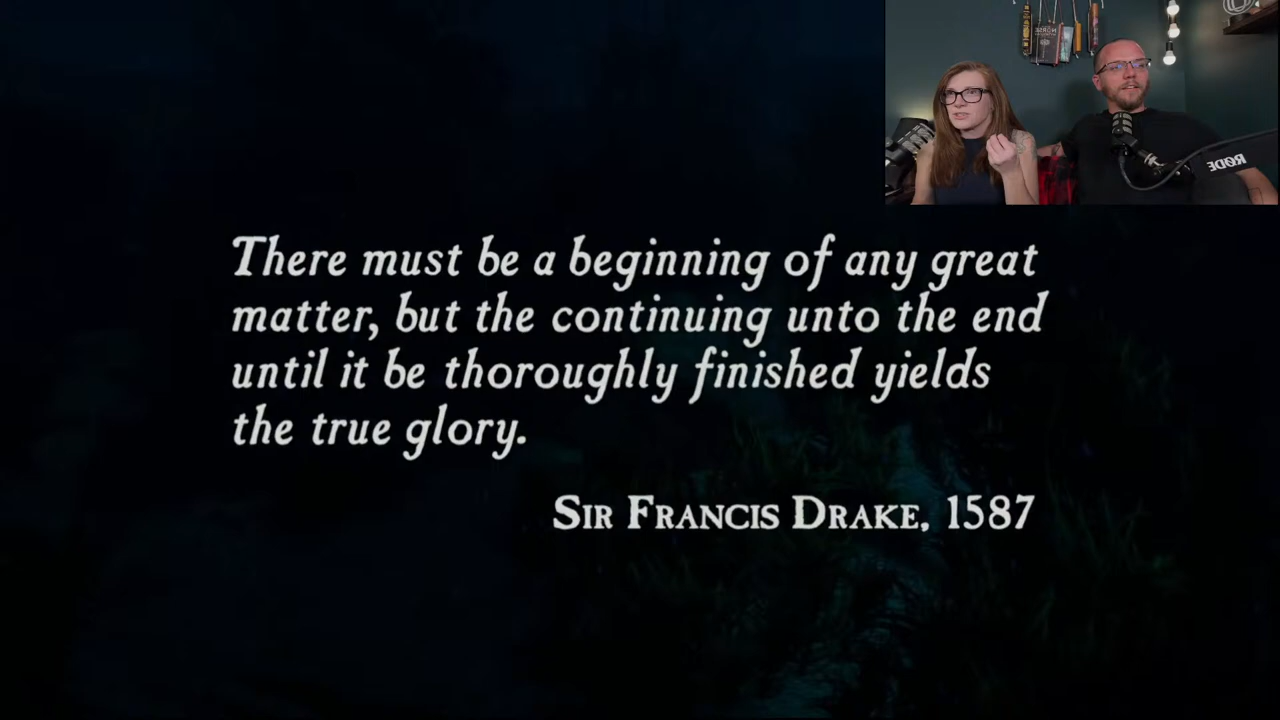 There must be a beginning of any great
matter, but the continuing unto the end
until it be thoroughly finished yields
the true glory.
Sir Francis Drake, 1587
RØDE